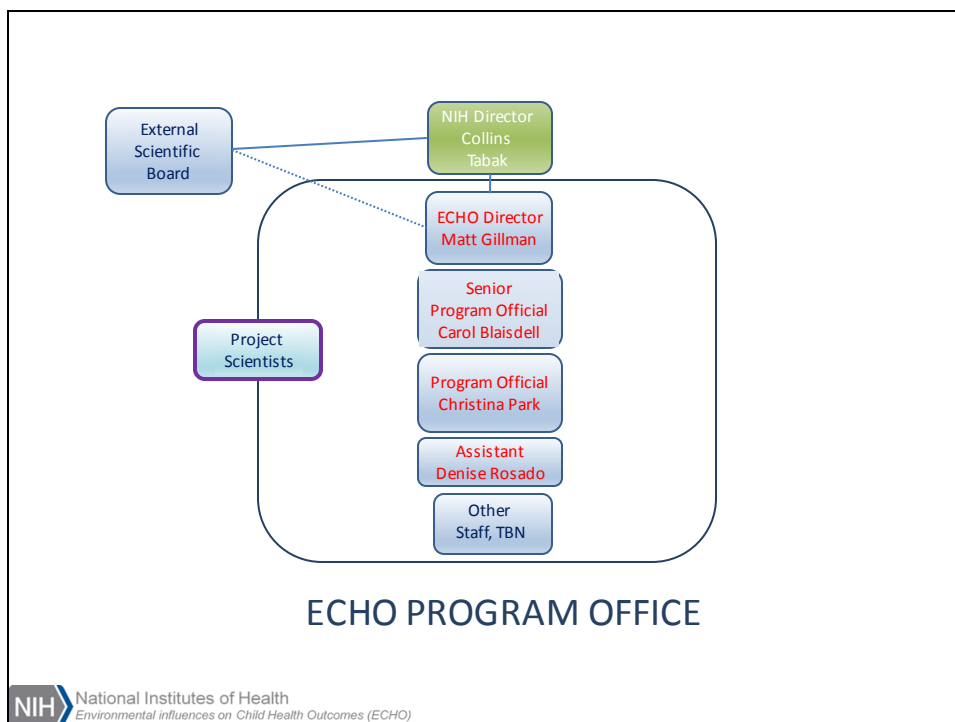 External
Scientific
Board
NIH Director
Collins
Tabak
ECHO Director
Matt Gillman
Senior
Program Official
Carol Blaisdell
Project
Scientists
Program Official
Christina Park
Assistant
Denise Rosado
Other
Staff, TBN
ECHO PROGRAM OFFICE
NIH
National Institutes of Health
Environmental influences on Child Health Outcomes (ECHO)